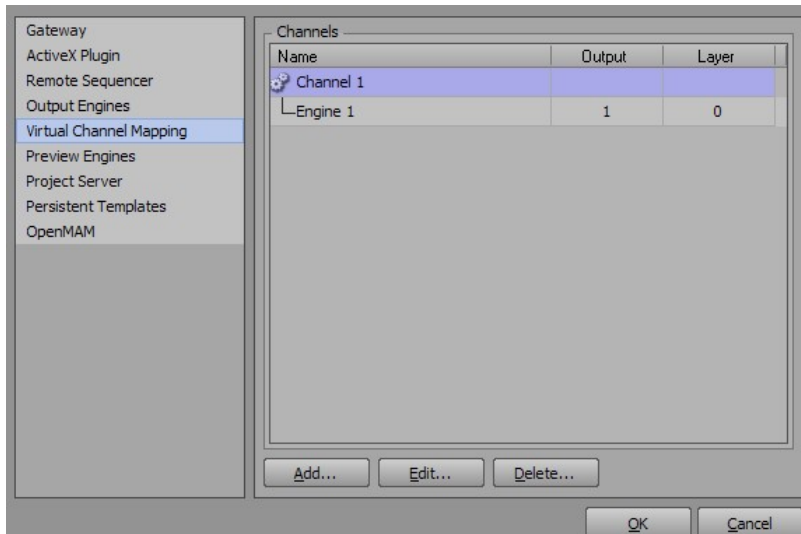 Gateway
ActiveX Plugin
Remote Sequencer
Output Engines
Virtual Channel Mapping
Preview Engines
Project Server
Persistent Templates
OpenMAM
Channels
Name Output Layer
Channel 1
Engine 1 1 0
Add... Edit... Delete...
OK Cancel